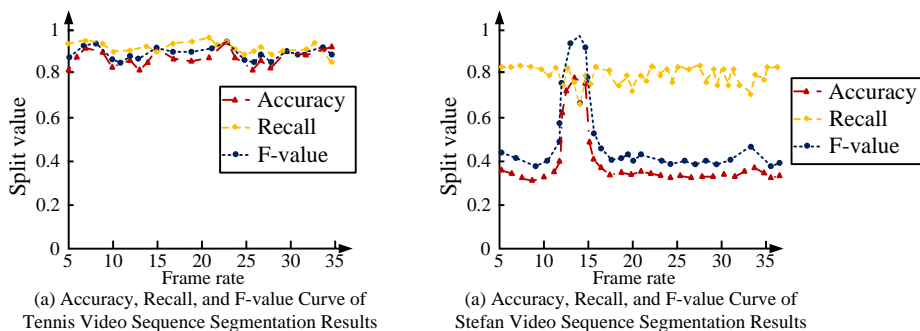 1
0.8
0.6
0.4
0.2
0
Split value
5
10
15
20
25
30
35
Frame rate
Accuracy
Recall
F-value
(a) Accuracy, Recall, and F-value Curve of
Tennis Video Sequence Segmentation Results
1
0.8
0.6
0.4
0.2
0
Split value
5
10
15
20
25
30
35
Frame rate
Accuracy
Recall
F-value
(a) Accuracy, Recall, and F-value Curve of
Stefan Video Sequence Segmentation Results